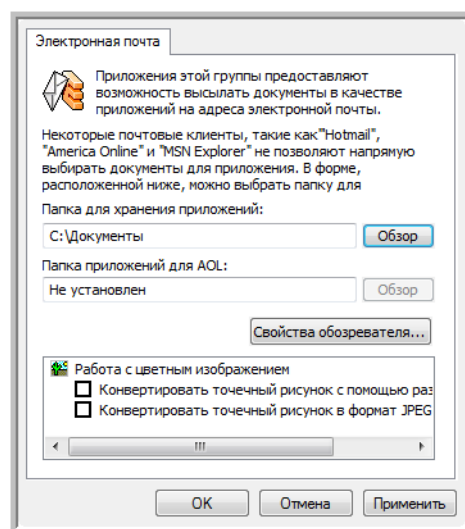 Электронная почта
Приложения этой группы предоставляют
возможность высылать документы в качестве
приложений на адреса электронной почты.
Некоторые почтовые клиенты, такие как"Hotmail",
"America Online" и "MSN Explorer" не позволяют напрямую
выбирать документы для приложения. В форме,
расположенной ниже, можно выбрать папку для
Папка для хранения приложений:
C:\Документы Обзор
Папка приложений для AOL:
Не установлен Обзор
Свойства обозревателя...
Работа с цветным изображением
Конвертировать точечный рисунок с помощью раз
Конвертировать точечный рисунок в формат JPEG
OK Отмена Применить